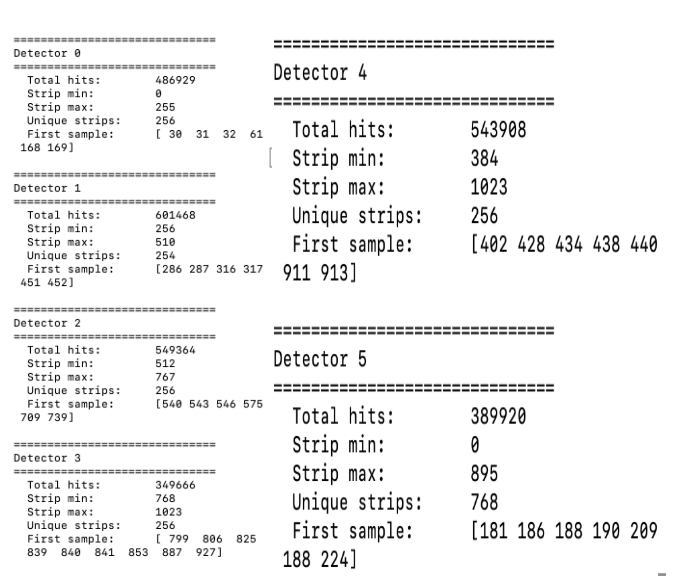 ==============================
Detector 0
==============================
  Total hits:        486929
  Strip min:         0
  Strip max:         255
  Unique strips:     256
  First sample:      [ 30  31  32  61
 168 169]
==============================
Detector 1
==============================
  Total hits:        601468
  Strip min:         256
  Strip max:         510
  Unique strips:     254
  First sample:      [286 287 316 317
 451 452]
==============================
Detector 2
==============================
  Total hits:        549364
  Strip min:         512
  Strip max:         767
  Unique strips:     256
  First sample:      [540 543 546 575
 709 739]
==============================
Detector 3
==============================
  Total hits:        349666
  Strip min:         768
  Strip max:         1023
  Unique strips:     256
  First sample:      [ 799  806  825
  839  840  841  853  887  927]
==============================
Detector 4
==============================
  Total hits:        543908
[
  Strip min:         384
  Strip max:         1023
  Unique strips:     256
  First sample:      [402 428 434 438 440
 911 913]
==============================
Detector 5
==============================
  Total hits:        389920
  Strip min:         0
  Strip max:         895
  Unique strips:     768
  First sample:      [181 186 188 190 209
 188 224]